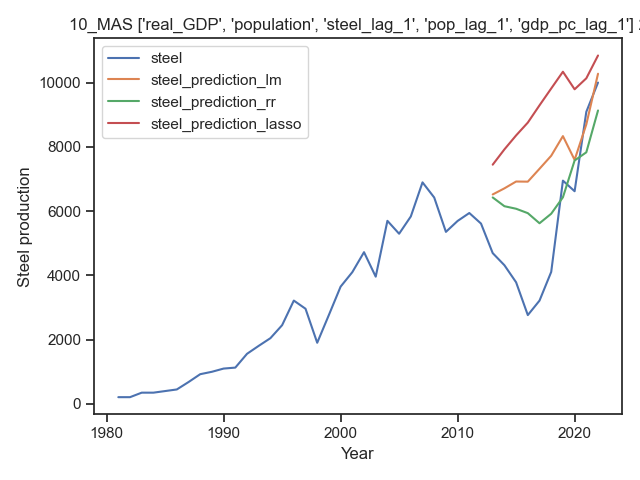 10_MAS ['real_GDP', 'population', 'steel_lag_1', 'pop_lag_1', 'gdp_pc_lag_1']
steel
steel_prediction_lm
steel_prediction_rr
steel_prediction_lasso
Steel production
10000
8000
6000
4000
2000
0
1980
1990
2000
2010
2020
Year